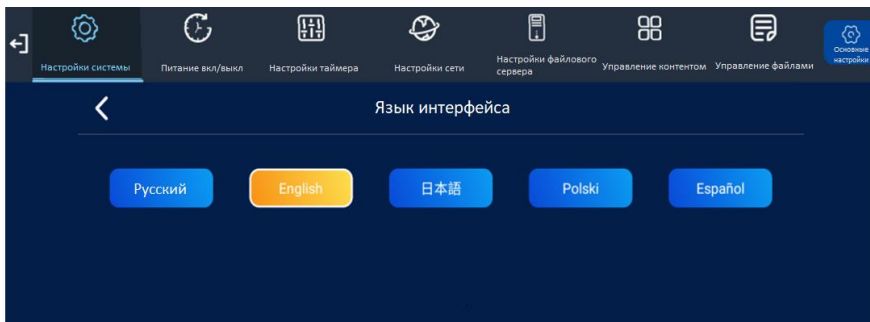 Настройки системы
Питание вкл/выкл
Настройки таймера
Настройки сети
Настройки файлового
сервера
Управление контентом
Управление файлами
Основные
настройки
Язык интерфейса
Русский
English
日本語
Polski
Español